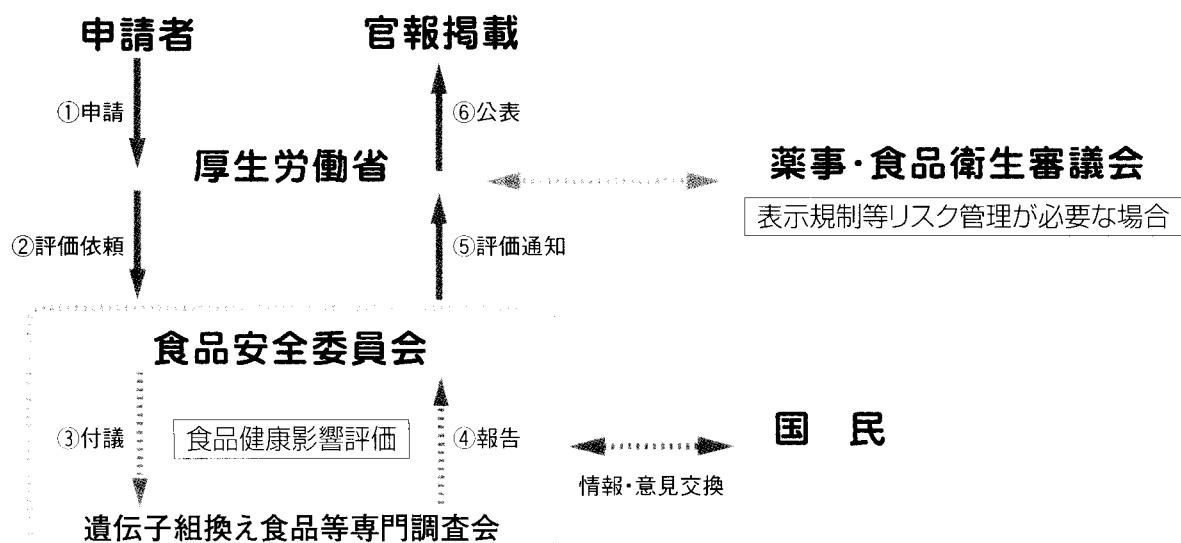 申請者
官報掲載
①申請
⑥公表
厚生労働省
薬事・食品衛生審議会
表示規制等リスク管理が必要な場合
②評価依頼
⑤評価通知
食品安全委員会
③付議
食品健康影響評価
④報告
国 民
情報・意見交換
遺伝子組換え食品等専門調査会